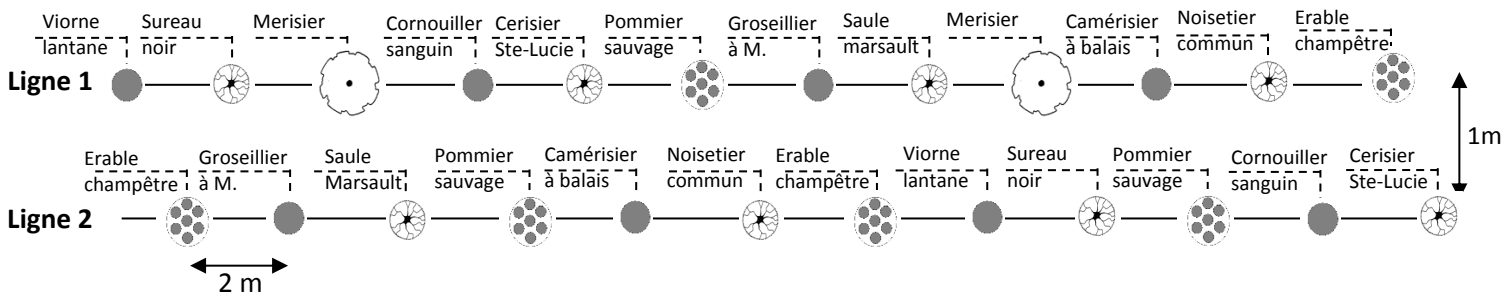 Viorne lantane
Sureau noir
Merisier
Cornouiller sanguin
Cerisier Ste-Lucie
Pommier sauvage
Groseillier à M.
Saule marsault
Merisier
Camérisier à balais
Noisetier commun
Erable champêtre
Ligne 1
1m
Erable champêtre
Groseillier à M.
Saule Marsault
Pommier sauvage
Camérisier à balais
Noisetier commun
Erable champêtre
Viorne lantane
Sureau noir
Pommier sauvage
Cornouiller sanguin
Cerisier Ste-Lucie
Ligne 2
2 m